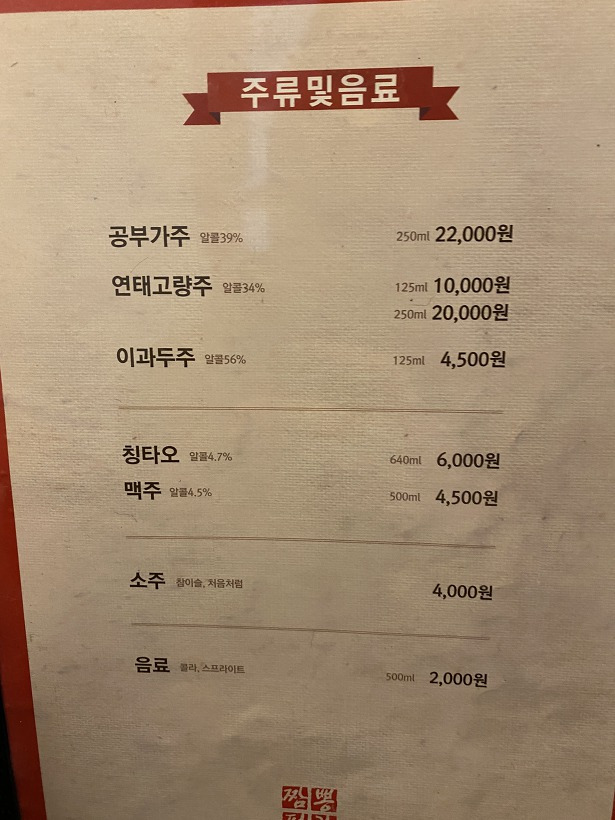 주류및음료
공부가주 알콜39% 250ml 22,000원
연태고량주 알콜34% 125ml 10,000원
250ml 20,000원
이과두주 알콜56% 125ml 4,500원
칭타오 알콜4.7% 640ml 6,000원
맥주 알콜4.5% 500ml 4,500원
소주 참이슬, 처음처럼 4,000원
음료 콜라, 스프라이트 500ml 2,000원
짬뽕